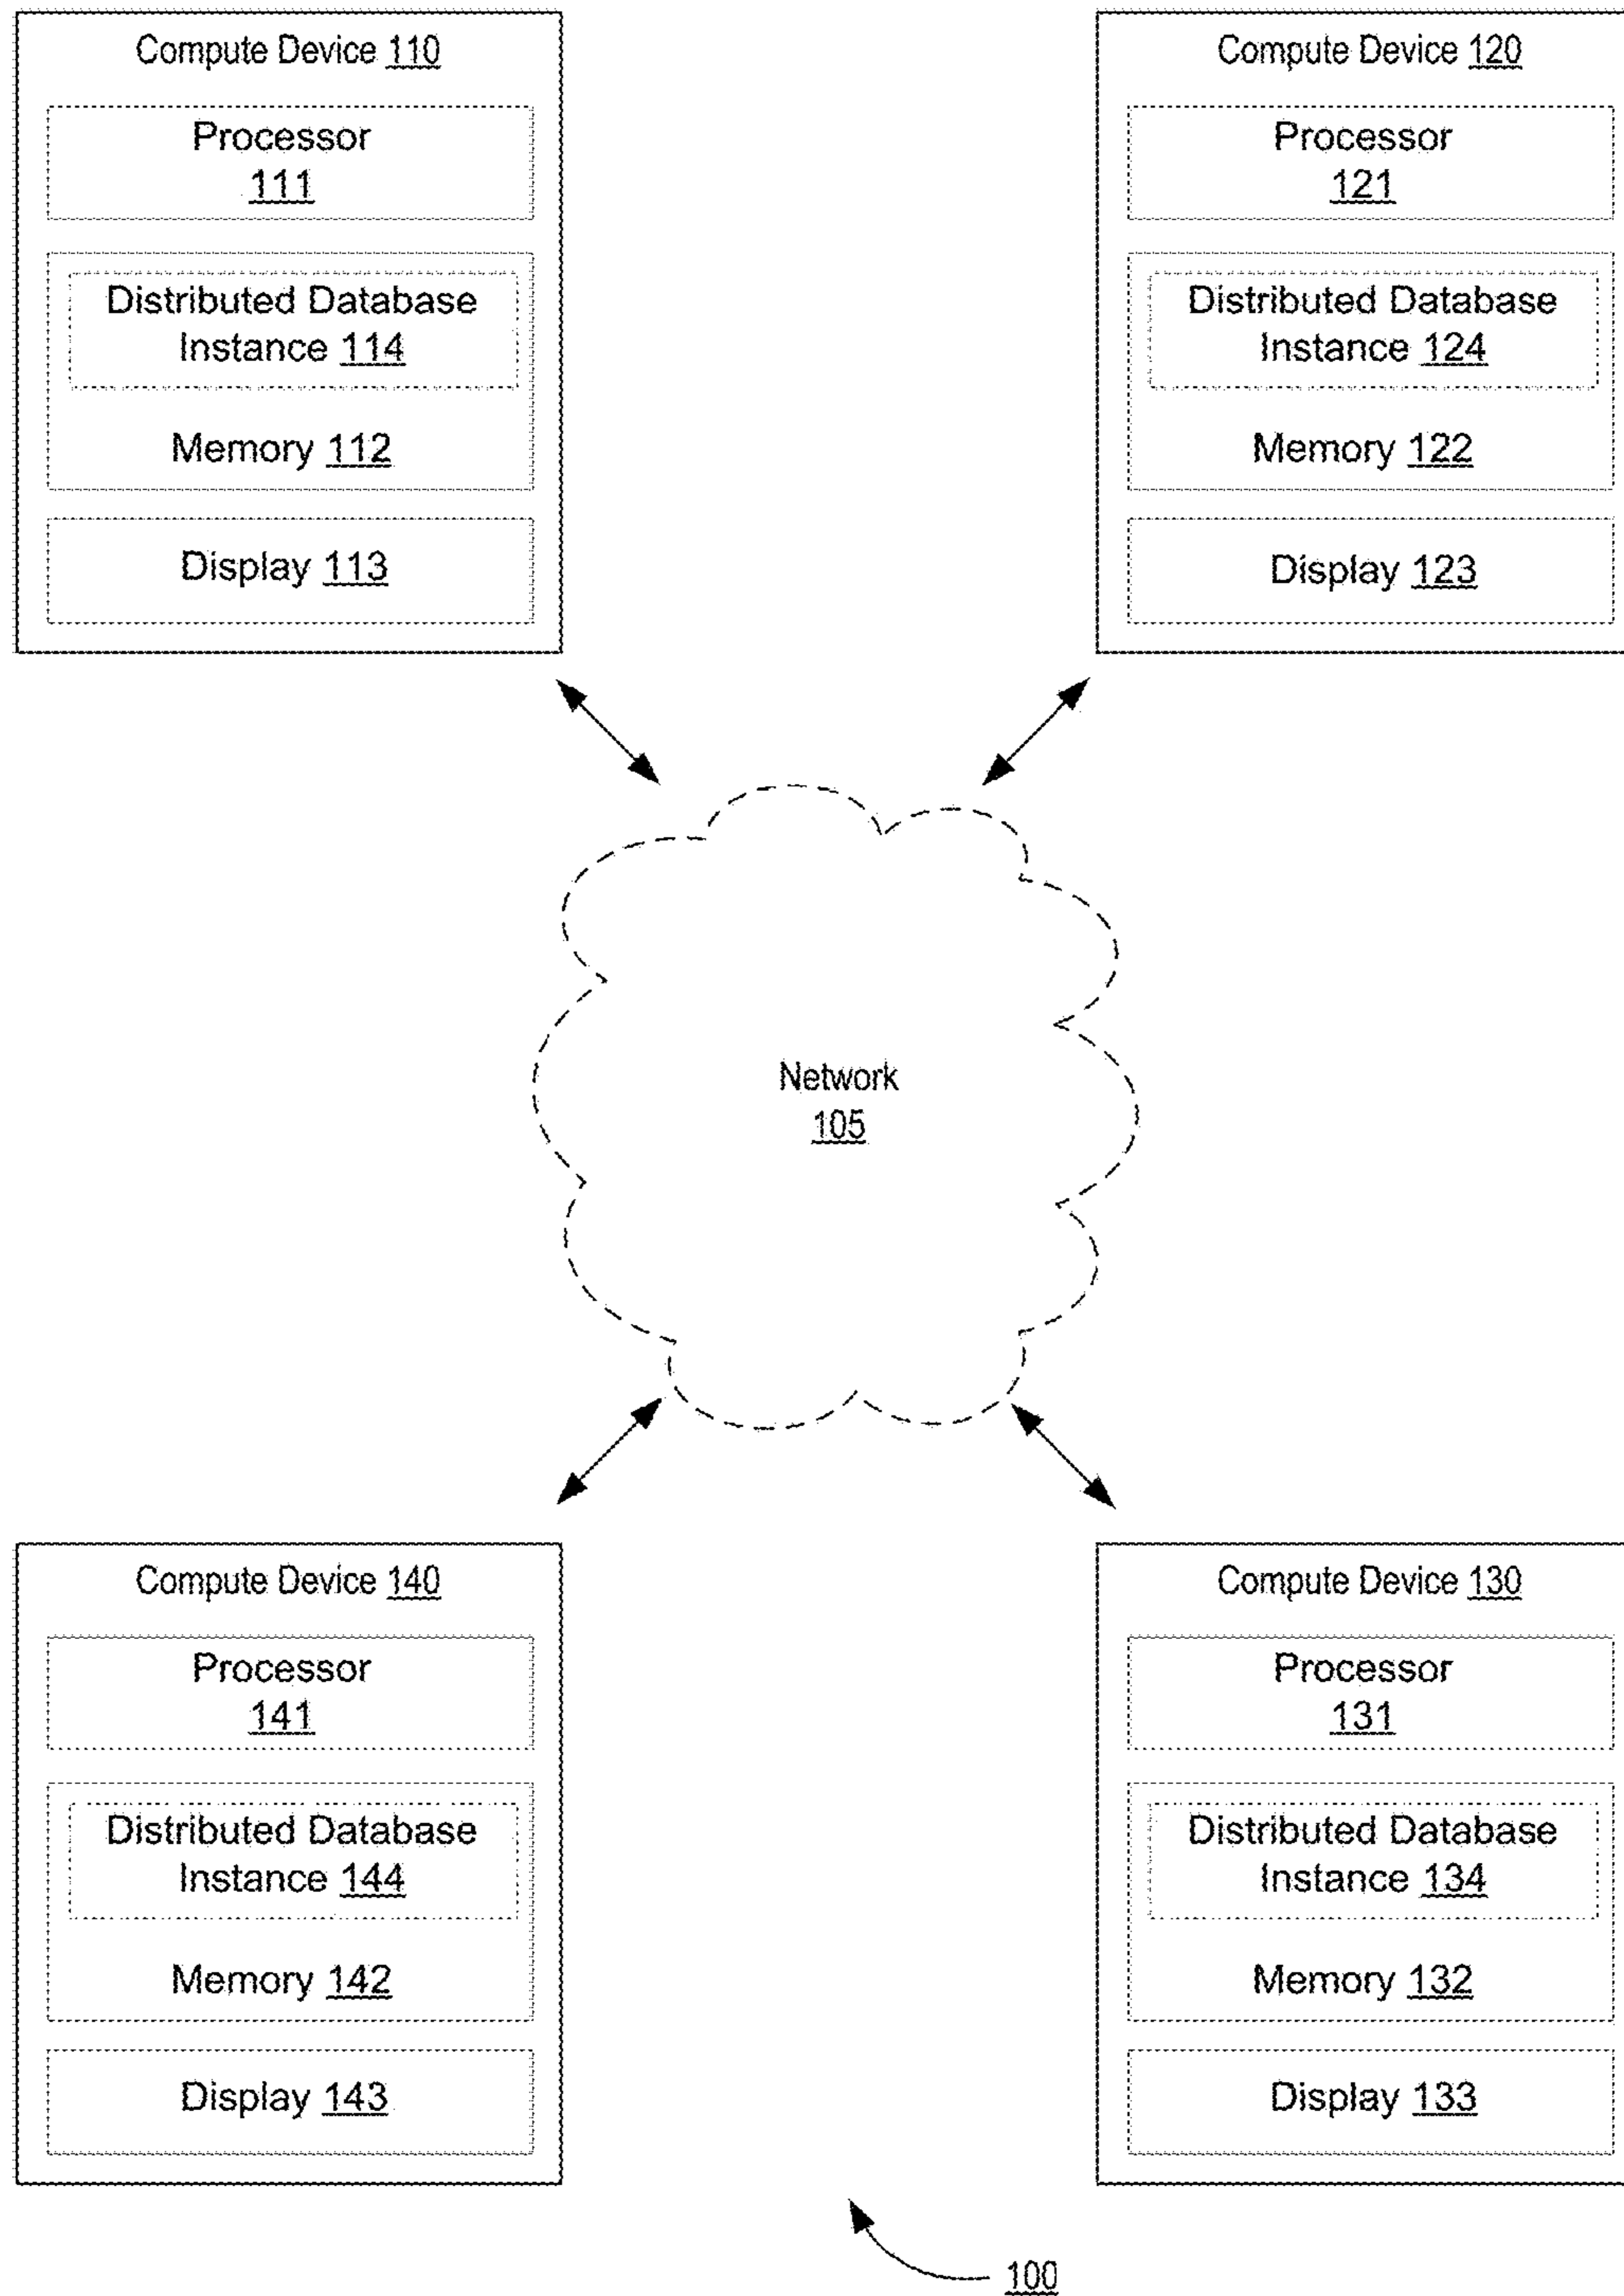 Compute Device 110
Processor
111
Distributed Database
Instance 114
Memory 112
Display 113
Compute Device 120
Processor
121
Distributed Database
Instance 124
Memory 122
Display 123
Network
105
Compute Device 140
Processor
141
Distributed Database
Instance 144
Memory 142
Display 143
Compute Device 130
Processor
131
Distributed Database
Instance 134
Memory 132
Display 133
100